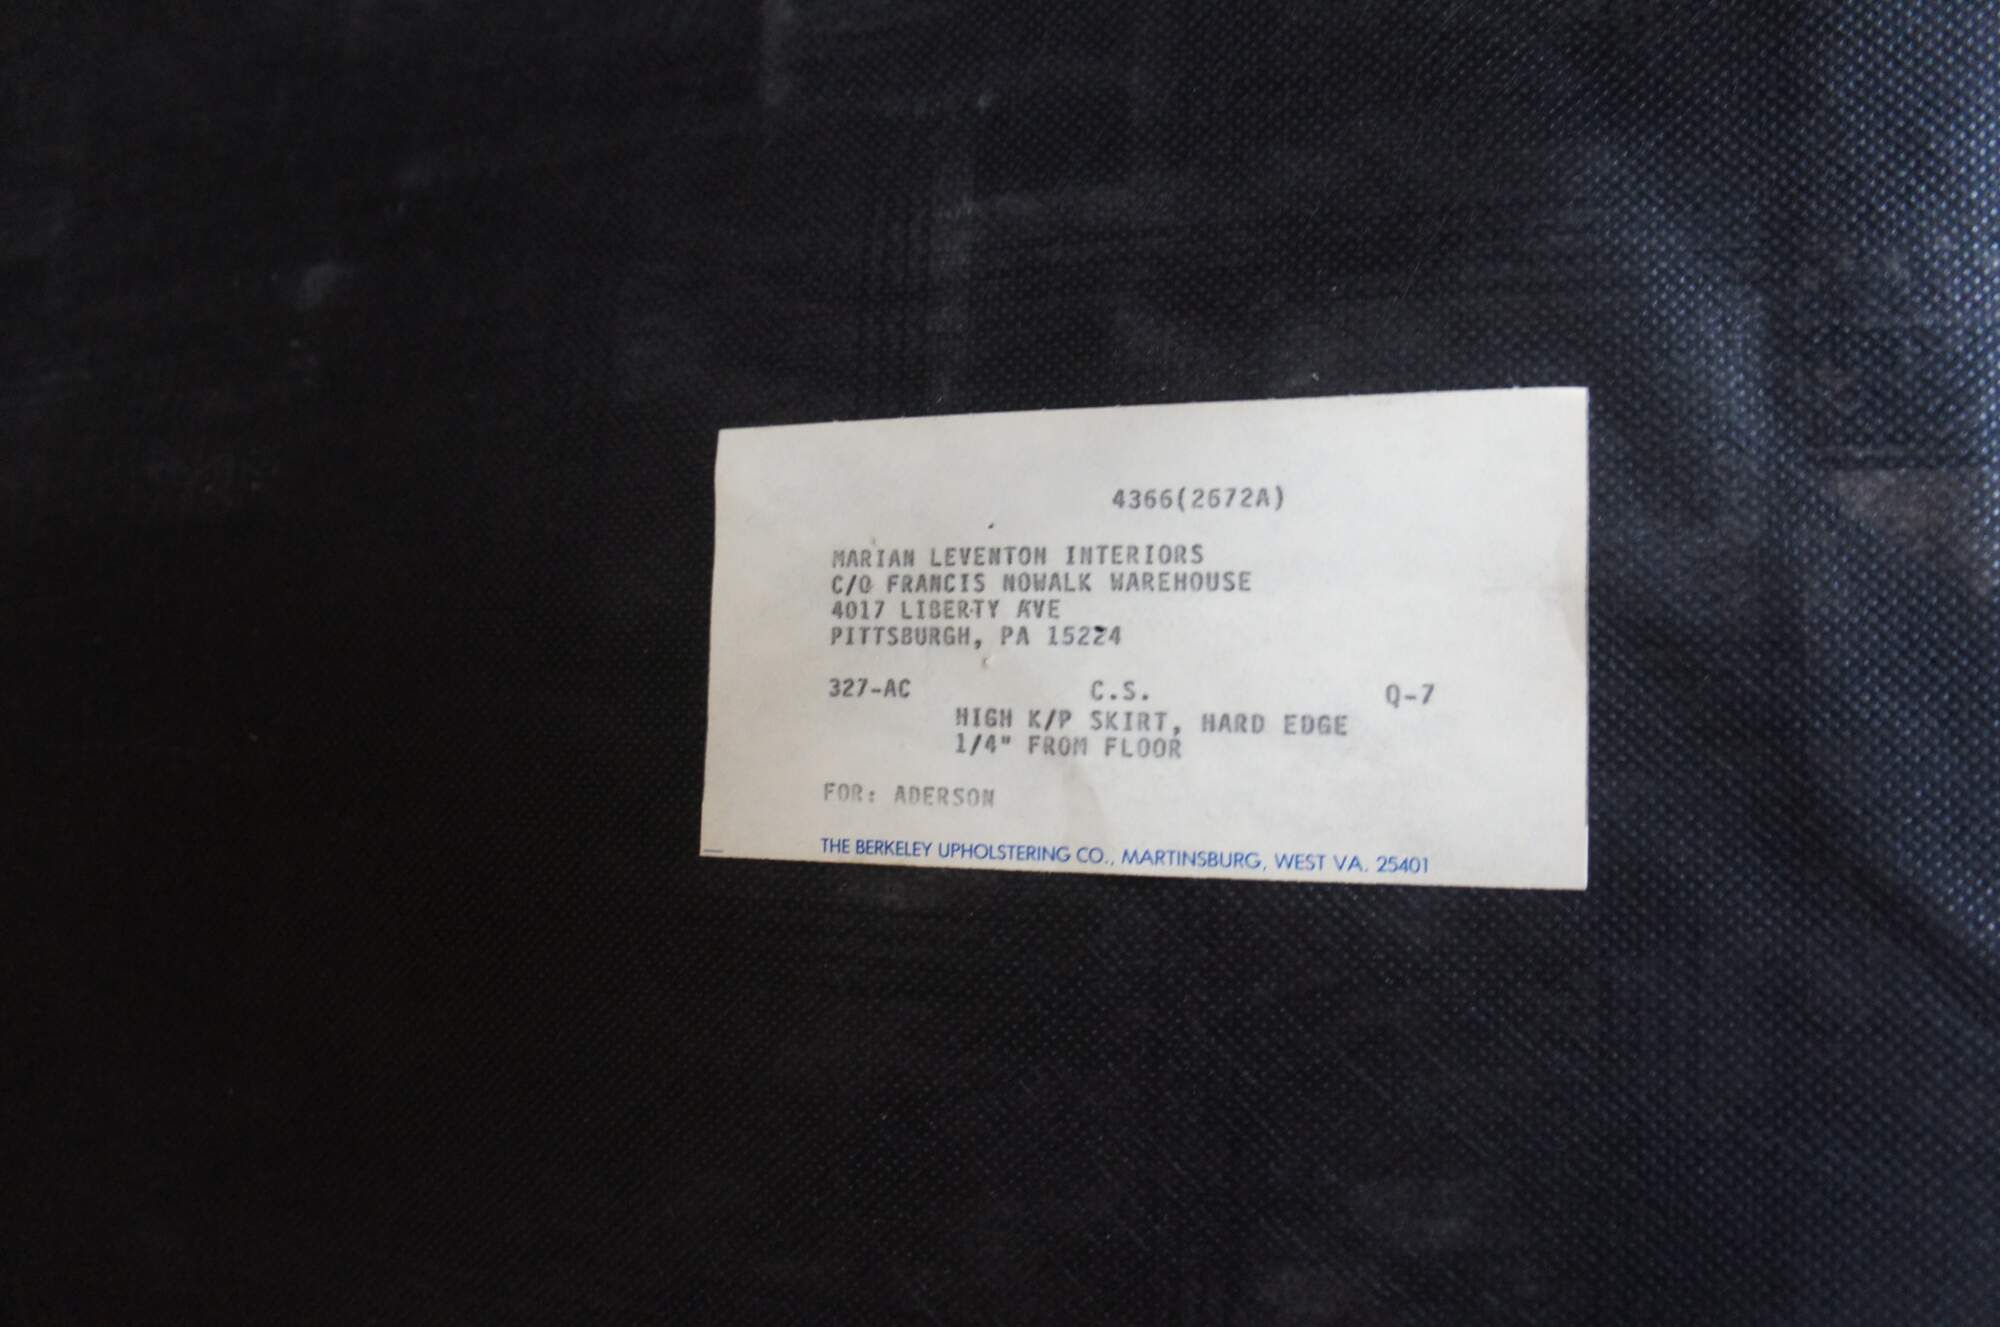 4366(2672A)
MARIAN LEVENTON INTERIORS
C/O FRANCIS NOWALK WAREHOUSE
4017 LIBERTY AVE
PITTSBURGH, PA 15224
327-AC C.S. Q-7
HIGH K/P SKIRT, HARD EDGE
1/4" FROM FLOOR
FOR: ADERSON
THE BERKELEY UPHOLSTERING CO., MARTINSBURG, WEST VA. 25401